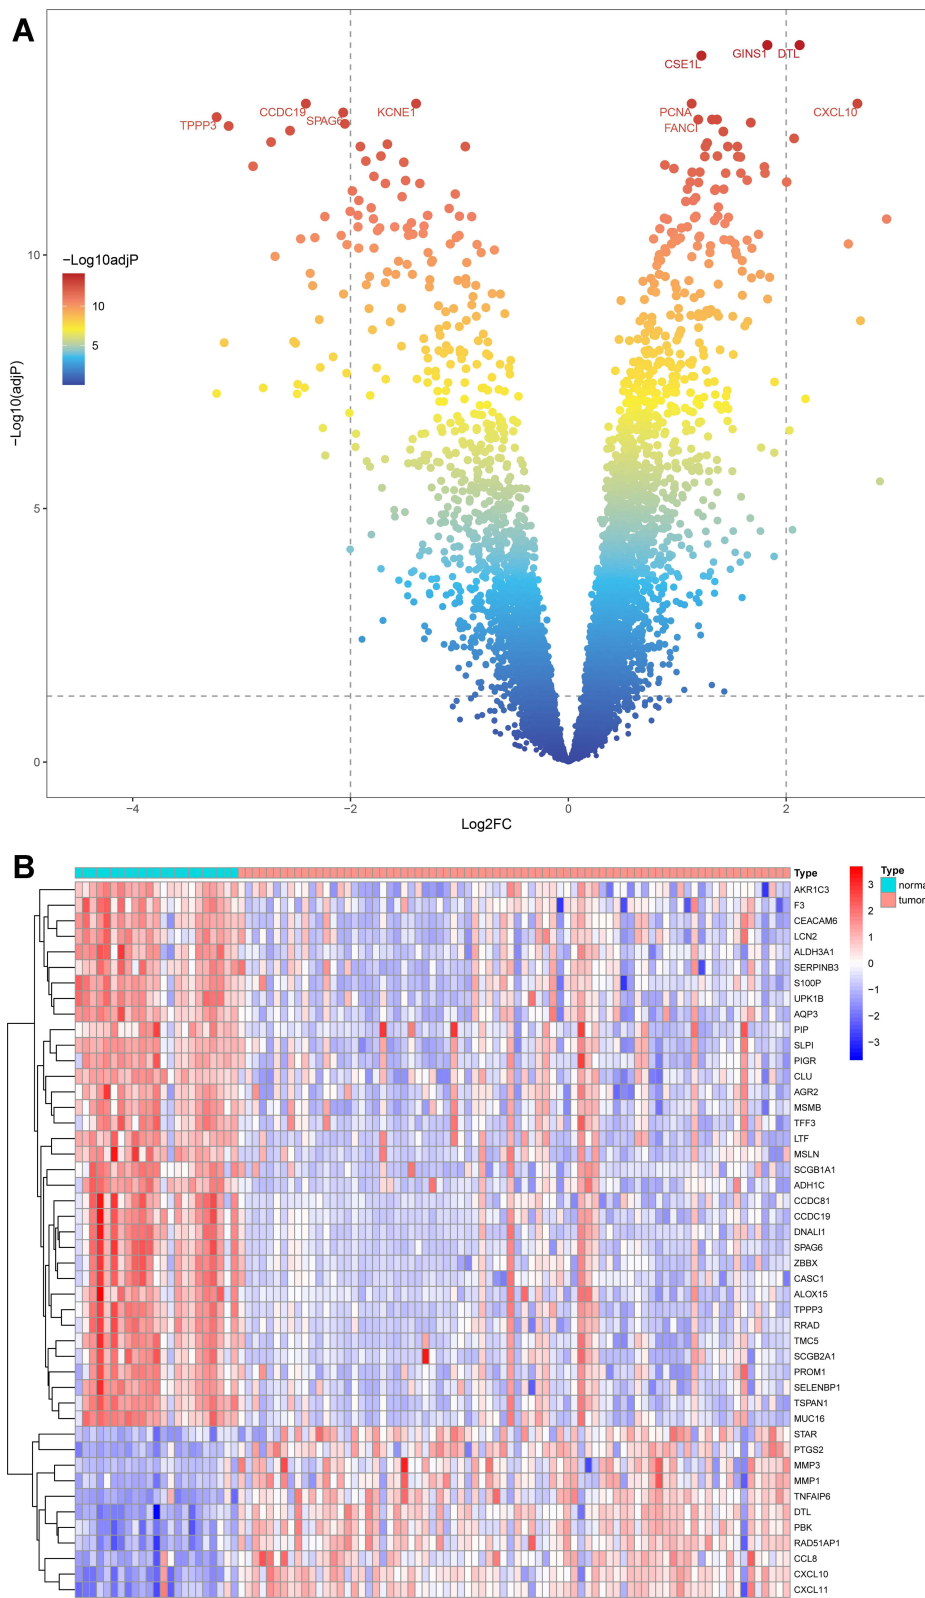 A
GINS1 DTL
CSE1L
CCDC19 KCNE1 PCNA CXCL10
TPPP3 SPAG6 FANCI
10
−Log10adjP
10
5
−Log10(adjP)
5
0
−4 −2 0 2
Log2FC
B
Type
AKR1C3
F3
CEACAM6
LCN2
ALDH3A1
SERPINB3
S100P
UPK1B
AQP3
PIP
SLPI
PIGR
CLU
AGR2
MSMB
TFF3
LTF
MSLN
SCGB1A1
ADH1C
CCDC81
CCDC19
DNALI1
SPAG6
ZBBX
CASC1
ALOX15
TPPP3
RRAD
TMC5
SCGB2A1
PROM1
SELENBP1
TSPAN1
MUC16
STAR
PTGS2
MMP3
MMP1
TNFAIP6
DTL
PBK
RAD51AP1
CCL8
CXCL10
CXCL11
3
2
1
0
−1
−2
−3
Type
norma
tumor